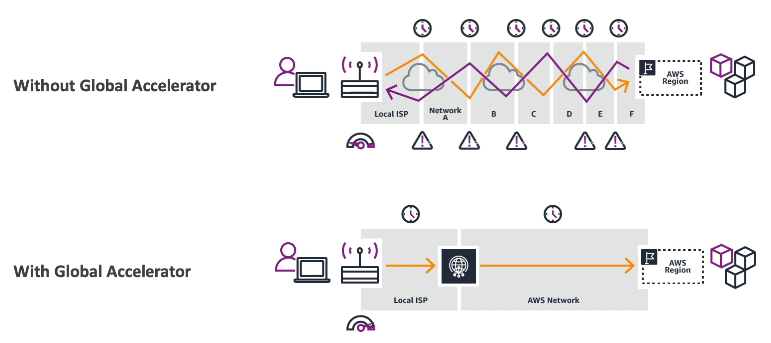 Without Global Accelerator
Local ISP
Network
A
B
C
D
E
F
AWS
Region
With Global Accelerator
Local ISP
AWS Network
AWS
Region